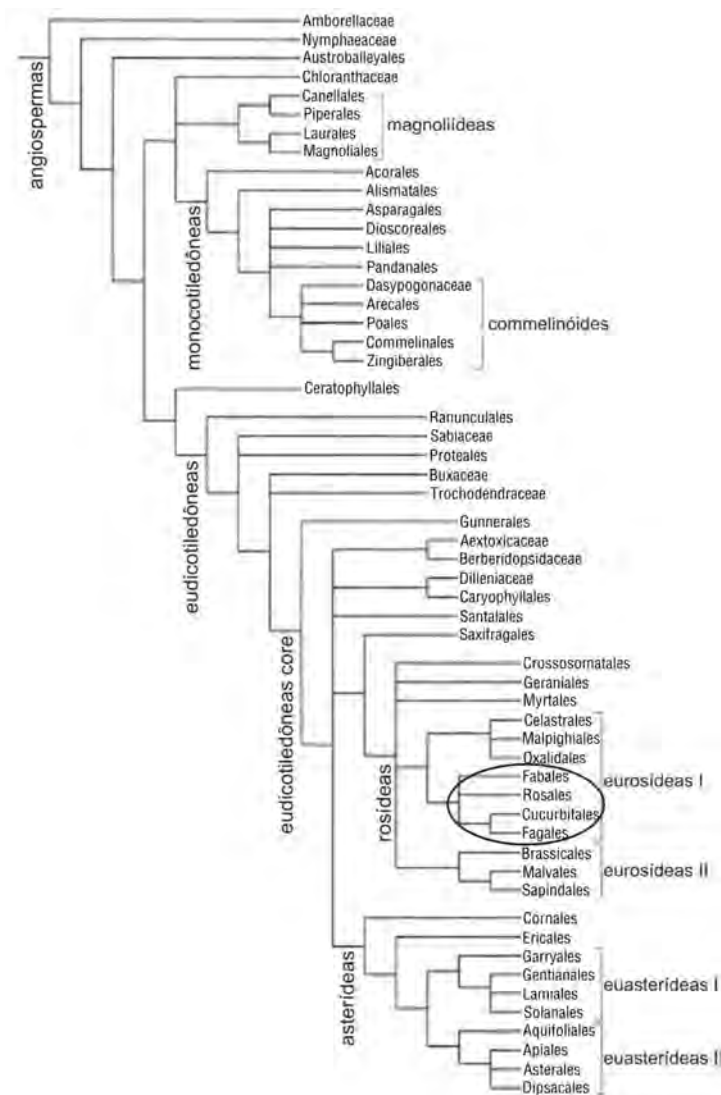 Amborellaceae
Nymphaeaceae
Austrobaileyales
Chloranthaceae
Canellales
Piperales
Laurales
Magnoliales
magnoliídeas
Acorales
Alismatales
Asparagales
Dioscoreales
Liliales
Pandanales
Dasypogonaceae
Arecales
Poales
Commelinales
Zingiberales
commelinóides
Ceratophyllales
Ranunculales
Sabiaceae
Proteales
Buxaceae
Trochodendraceae
Gunnerales
Aextoxicaceae
Berberidopsidaceae
Dilleniaceae
Caryophyllales
Santalales
Saxifragales
Crossosomatales
Geraniales
Myrtales
Celastrales
Malpighiales
Oxalidales
Fabales
Rosales
Cucurbitales
Fagales
eurosídeas I
Brassicales
Malvales
Sapindales
eurosídeas II
Cornales
Ericales
Garryales
Gentianales
Lamiales
Solanales
euasterídeas I
Aquifoliales
Apiales
Asterales
Dipsacales
euasterídeas II
angiospermas
monocotiledôneas
eudicotiledôneas
eudicotiledôneas core
rosídeas
asterídeas